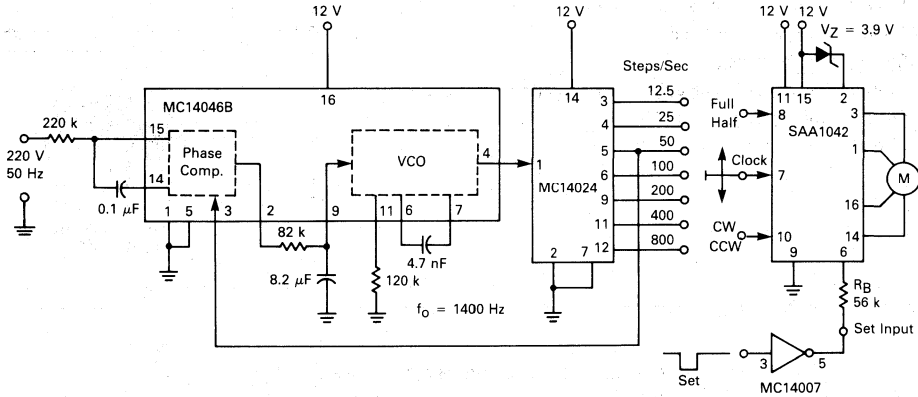 12 V
12 V
12 V
12 V
V_Z = 3.9 V
MC14046B
16
14
Steps/Sec
11
15
2
220 k
15
Phase
Comp.
14
220 V
50 Hz
0.1 μF
VCO
4
1
MC14024
3
12.5
4
25
5
50
6
100
9
200
11
400
12
800
Full
Half
8
SAA1042
3
1
Clock
7
M
16
CW
CCW
10
14
9
6
1
5
3
2
9
11
6
7
2
7
82 k
8.2 μF
4.7 nF
120 k
f_o = 1400 Hz
R_B
56 k
Set Input
3
5
Set
MC14007